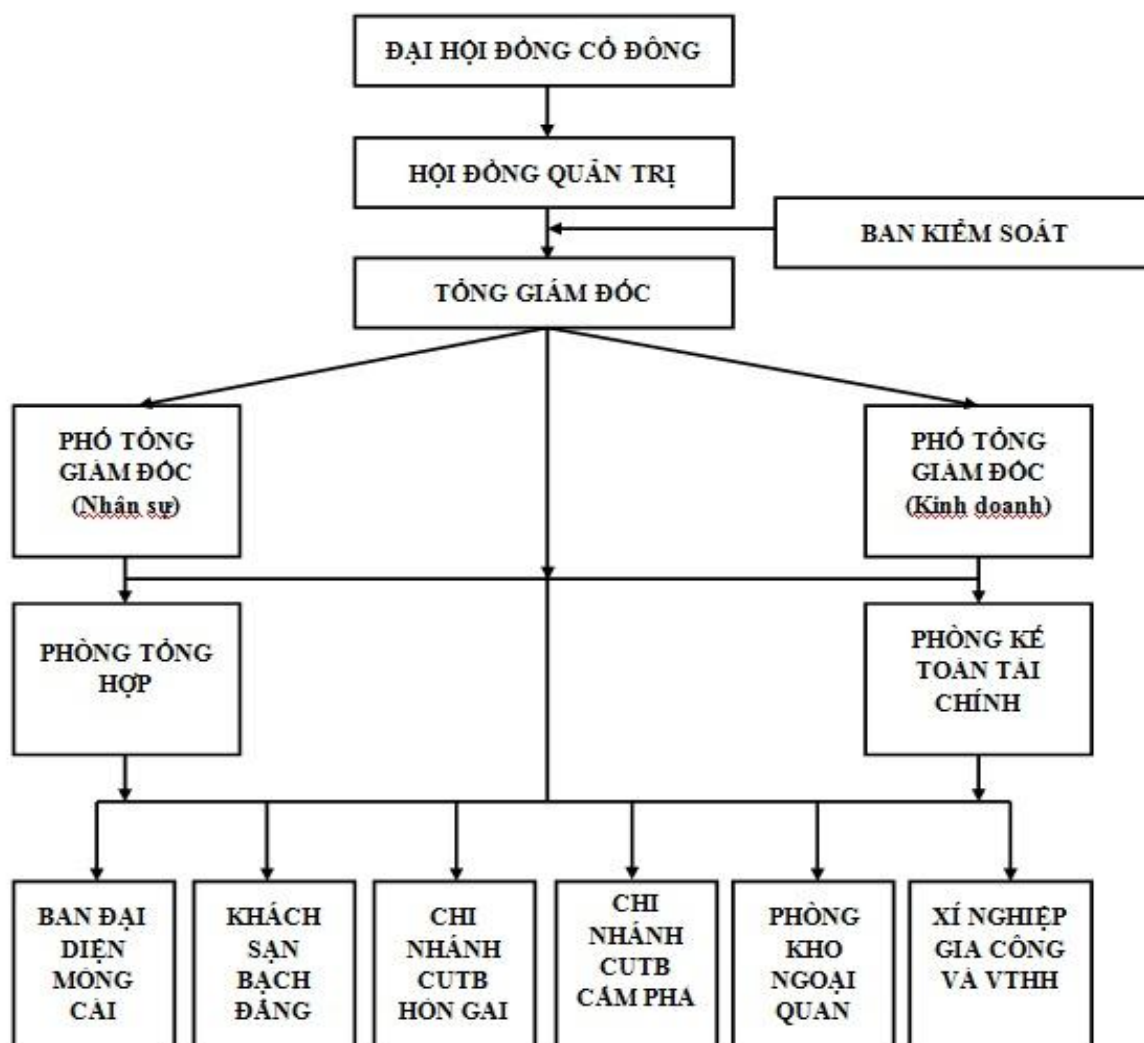 ĐẠI HỘI ĐỒNG CỔ ĐÔNG
HỘI ĐỒNG QUẢN TRỊ
BAN KIỂM SOÁT
TỔNG GIÁM ĐỐC
PHÓ TỔNG
GIÁM ĐỐC
(Nhân sự)
PHÓ TỔNG
GIÁM ĐỐC
(Kinh doanh)
PHÒNG TỔNG
HỢP
PHÒNG KẾ
TOÁN TÀI
CHÍNH
BAN ĐẠI
DIỆN
MÓNG
CÁI
KHÁCH
SẠN
BẠCH
ĐẰNG
CHI
NHÁNH
CUTB
HÒN GAI
CHI
NHÁNH
CUTB
CẨM PHẢ
PHÒNG
KHO
NGOẠI
QUAN
XÍ NGHIỆP
GIA CÔNG
VÀ VTHH